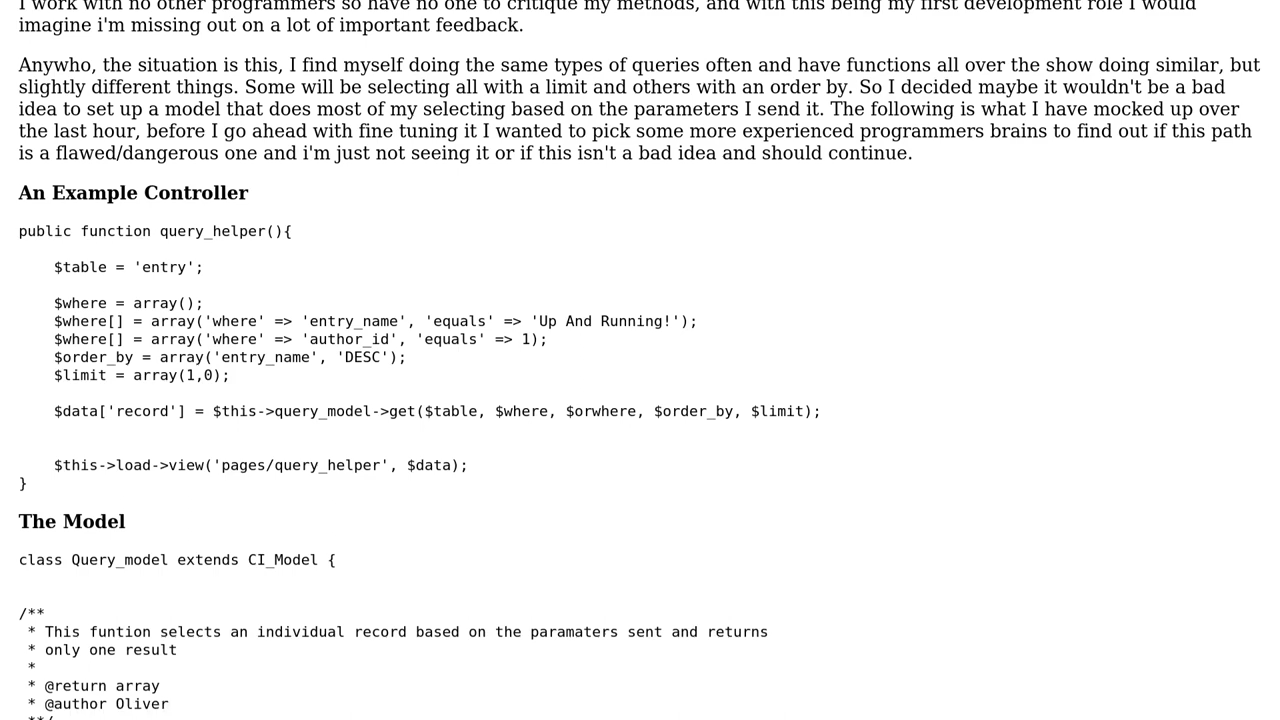 I work with no other programmers so have no one to critique my methods, and with this being my first development role I would
imagine i'm missing out on a lot of important feedback.
Anywho, the situation is this, I find myself doing the same types of queries often and have functions all over the show doing similar, but
slightly different things. Some will be selecting all with a limit and others with an order by. So I decided maybe it wouldn't be a bad
idea to set up a model that does most of my selecting based on the parameters I send it. The following is what I have mocked up over
the last hour, before I go ahead with fine tuning it I wanted to pick some more experienced programmers brains to find out if this path
is a flawed/dangerous one and i'm just not seeing it or if this isn't a bad idea and should continue.
An Example Controller
public function query_helper(){
    $table = 'entry';
    $where = array();
    $where[] = array('where' => 'entry_name', 'equals' => 'Up And Running!');
    $where[] = array('where' => 'author_id', 'equals' => 1);
    $order_by = array('entry_name', 'DESC');
    $limit = array(1,0);
    $data['record'] = $this->query_model->get($table, $where, $orwhere, $order_by, $limit);
    $this->load->view('pages/query_helper', $data);
}
The Model
class Query_model extends CI_Model {
/**
 * This funtion selects an individual record based on the paramaters sent and returns
 * only one result
 *
 * @return array
 * @author Oliver
 **/